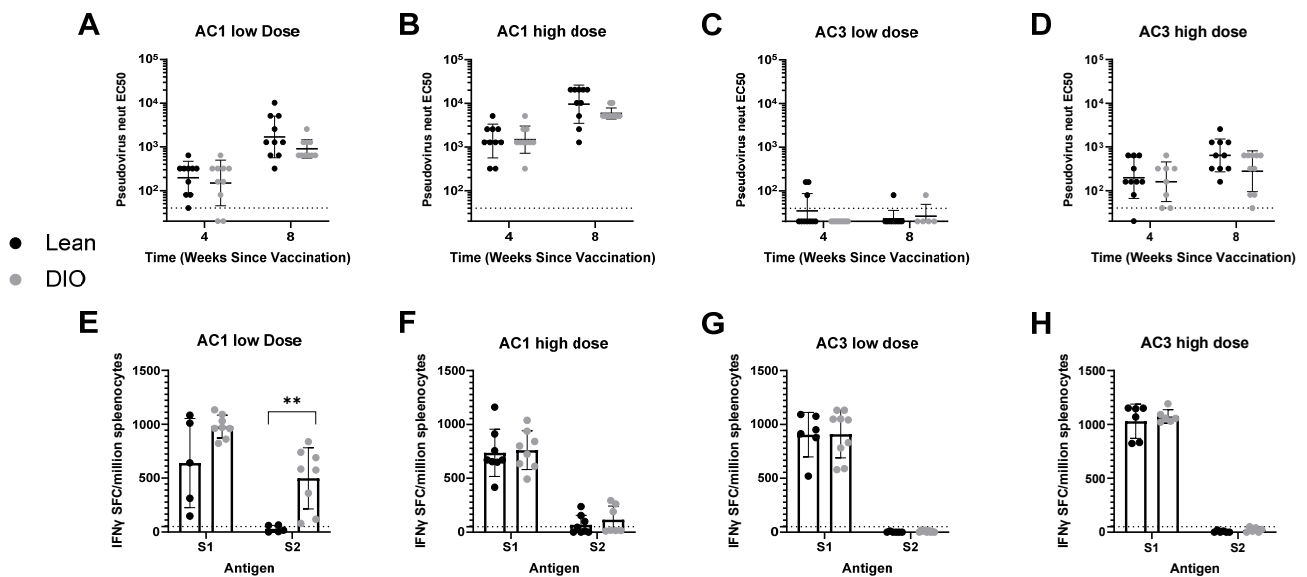 A
AC1 low Dose
Pseudovirus neut EC50
10⁵
10⁴
10³
10²
4
8
Time (Weeks Since Vaccination)
B
AC1 high dose
Pseudovirus neut EC50
10⁵
10⁴
10³
10²
4
8
Time (Weeks Since Vaccination)
C
AC3 low dose
Pseudovirus neut EC50
10⁵
10⁴
10³
10²
4
8
Time (Weeks Since Vaccination)
D
AC3 high dose
Pseudovirus neut EC50
10⁵
10⁴
10³
10²
4
8
Time (Weeks Since Vaccination)
Lean
DIO
E
AC1 low Dose
IFNγ SFC/million spleenocytes
1500
1000
500
0
**
S1
S2
Antigen
F
AC1 high dose
IFNγ SFC/million spleenocytes
1500
1000
500
0
S1
S2
Antigen
G
AC3 low dose
IFNγ SFC/million spleenocytes
1500
1000
500
0
S1
S2
Antigen
H
AC3 high dose
IFNγ SFC/million spleenocytes
1500
1000
500
0
S1
S2
Antigen